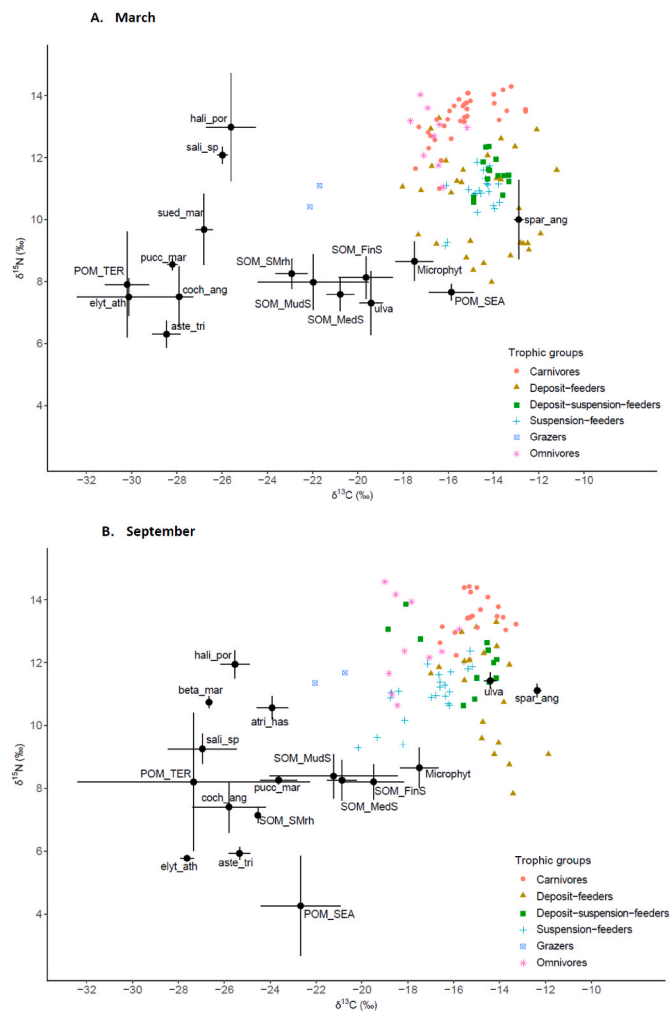 A. March
14
12
10
8
6
4
δ15N (‰)
hali_por
sali_sp
sued_mar
pucc_mar
POM_TER
elyt_ath
coch_ang
aste_tri
SOM_SMrh
SOM_MudS
SOM_FinS
SOM_MedS
ulva
Microphyt
POM_SEA
spar_ang
Trophic groups
Carnivores
Deposit−feeders
Deposit−suspension−feeders
Suspension−feeders
Grazers
Omnivores
−32 −30 −28 −26 −24 −22 −20 −18 −16 −14 −12 −10
δ13C (‰)
B. September
14
12
10
8
6
4
δ15N (‰)
hali_por
beta_mar
atri_has
sali_sp
POM_TER
SOM_MudS
pucc_mar
coch_ang
SOM_SMrh
SOM_MedS
SOM_FinS
Microphyt
elyt_ath
aste_tri
POM_SEA
ulva
spar_ang
Trophic groups
Carnivores
Deposit−feeders
Deposit−suspension−feeders
Suspension−feeders
Grazers
Omnivores
−32 −30 −28 −26 −24 −22 −20 −18 −16 −14 −12 −10
δ13C (‰)